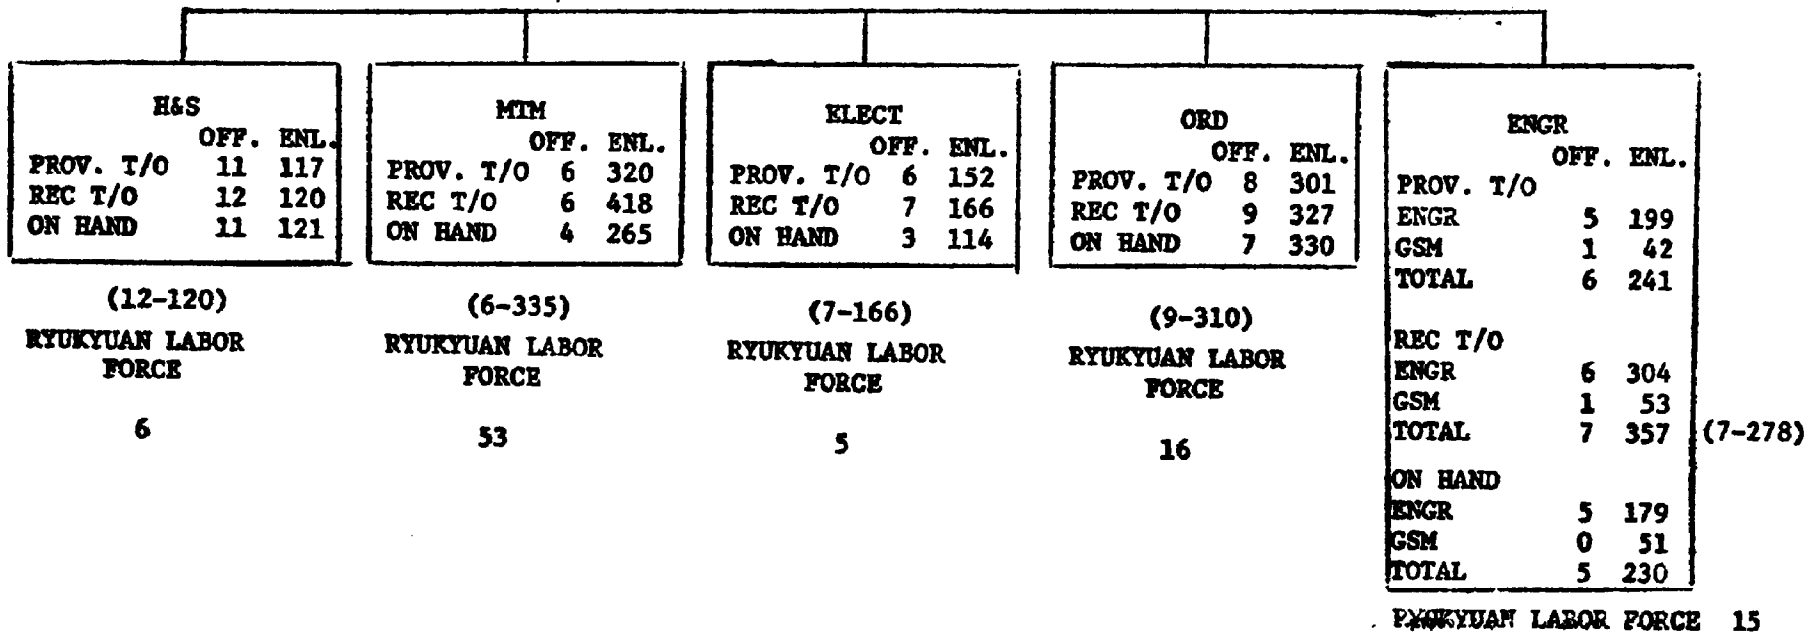 H&S
OFF. ENL.
PROV. T/O 11 117
REC T/O 12 120
ON HAND 11 121
(12-120)
RYUKYUAN LABOR
FORCE
6
MTM
OFF. ENL.
PROV. T/O 6 320
REC T/O 6 418
ON HAND 4 265
(6-335)
RYUKYUAN LABOR
FORCE
53
ELECT
OFF. ENL.
PROV. T/O 6 152
REC T/O 7 166
ON HAND 3 114
(7-166)
RYUKYUAN LABOR
FORCE
5
ORD
OFF. ENL.
PROV. T/O 8 301
REC T/O 9 327
ON HAND 7 330
(9-310)
RYUKYUAN LABOR
FORCE
16
ENGR
OFF. ENL.
PROV. T/O
ENGR 5 199
GSM 1 42
TOTAL 6 241
REC T/O
ENGR 6 304
GSM 1 53
TOTAL 7 357 (7-278)
ON HAND
ENGR 5 179
GSM 0 51
TOTAL 5 230
RYUKYUAN LABOR FORCE 15